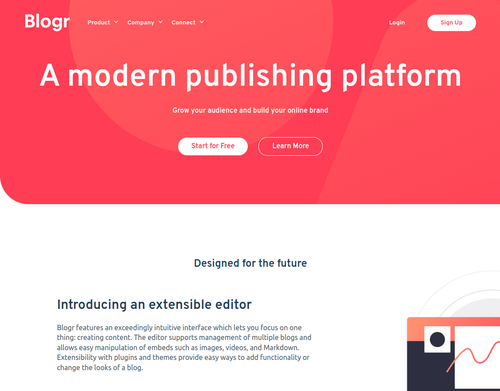 Blogr Product Company Connect Login Sign Up
A modern publishing platform
Grow your audience and build your online brand
Start for Free Learn More
Designed for the future
Introducing an extensible editor
Blogr features an exceedingly intuitive interface which lets you focus on one
thing: creating content. The editor supports management of multiple blogs and
allows easy manipulation of embeds such as images, videos, and Markdown.
Extensibility with plugins and themes provide easy ways to add functionality or
change the looks of a blog.